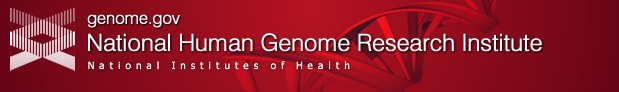 genome.gov
National Human Genome Research Institute
National Institutes of Health